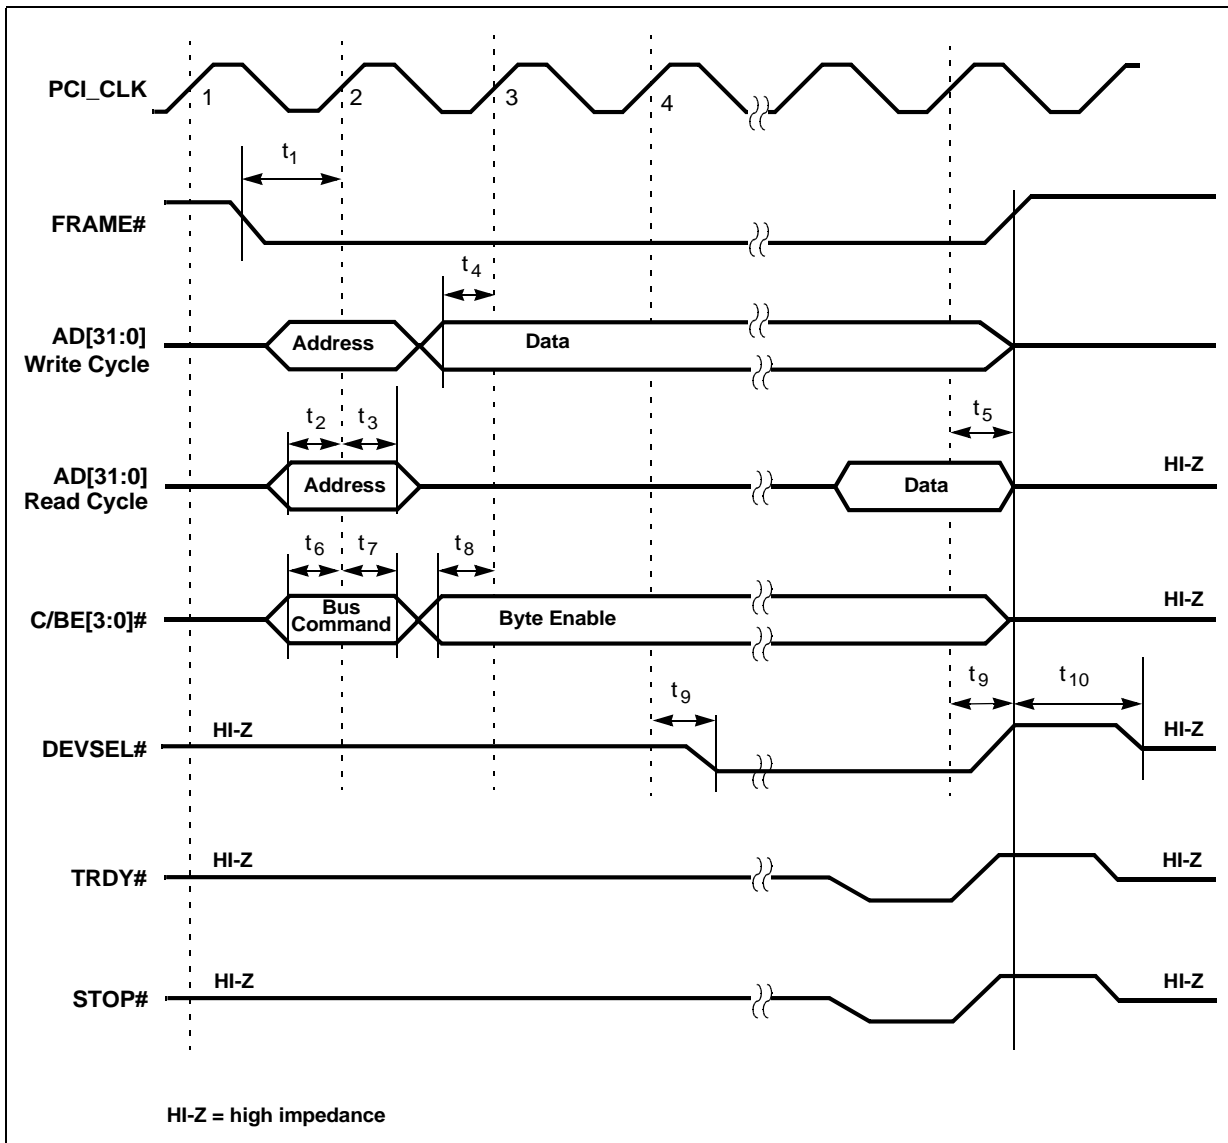 PCI_CLK
1
2
3
4
t1
FRAME#
t4
AD[31:0]
Write Cycle
Address
Data
t2
t3
t5
AD[31:0]
Read Cycle
Address
Data
HI-Z
t6
t7
t8
C/BE[3:0]#
Bus
Command
Byte Enable
HI-Z
t9
t9
t10
DEVSEL#
HI-Z
HI-Z
TRDY#
HI-Z
HI-Z
STOP#
HI-Z
HI-Z
HI-Z = high impedance